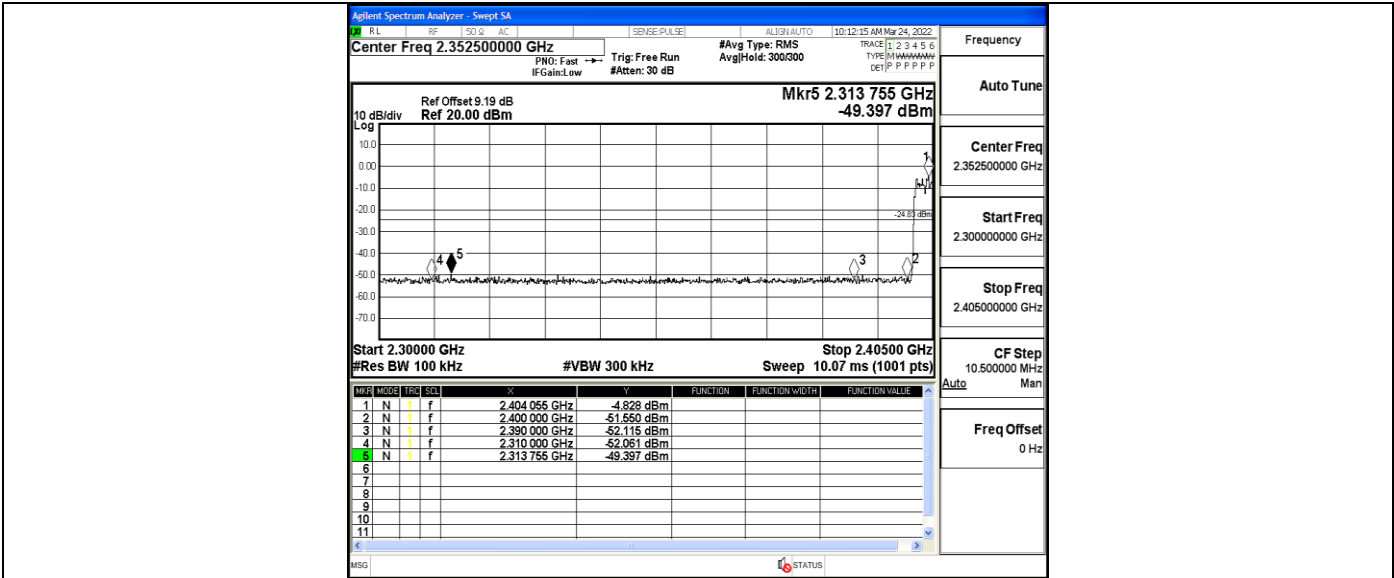 Agilent Spectrum Analyzer - Swept SA
LXI RL RF 50 Ω AC SENSE:PULSE ALIGNAUTO 10:12:15 AM Mar 24, 2022
Center Freq 2.352500000 GHz
PNO: Fast
IFGain:Low
Trig: Free Run
#Atten: 30 dB
#Avg Type: RMS
Avg|Hold: 300/300
TRACE 1 2 3 4 5 6
TYPE M WWWWW
DET P P P P P P
Mkr5 2.313 755 GHz
-49.397 dBm
Ref Offset 9.19 dB
10 dB/div Ref 20.00 dBm
Log
10.0
0.00
-10.0
-20.0
-30.0
-40.0
-50.0
-60.0
-70.0
1
-24.83 dBm
4 5 3 2
Start 2.30000 GHz Stop 2.40500 GHz
#Res BW 100 kHz #VBW 300 kHz Sweep 10.07 ms (1001 pts)
MKR MODE TRC SCL X Y FUNCTION FUNCTION WIDTH FUNCTION VALUE
1 N 1 f 2.404 055 GHz -4.828 dBm
2 N 1 f 2.400 000 GHz -51.550 dBm
3 N 1 f 2.390 000 GHz -52.115 dBm
4 N 1 f 2.310 000 GHz -52.061 dBm
5 N 1 f 2.313 755 GHz -49.397 dBm
6
7
8
9
10
11
MSG STATUS
Frequency
Auto Tune
Center Freq
2.352500000 GHz
Start Freq
2.300000000 GHz
Stop Freq
2.405000000 GHz
CF Step
10.500000 MHz
Auto Man
Freq Offset
0 Hz